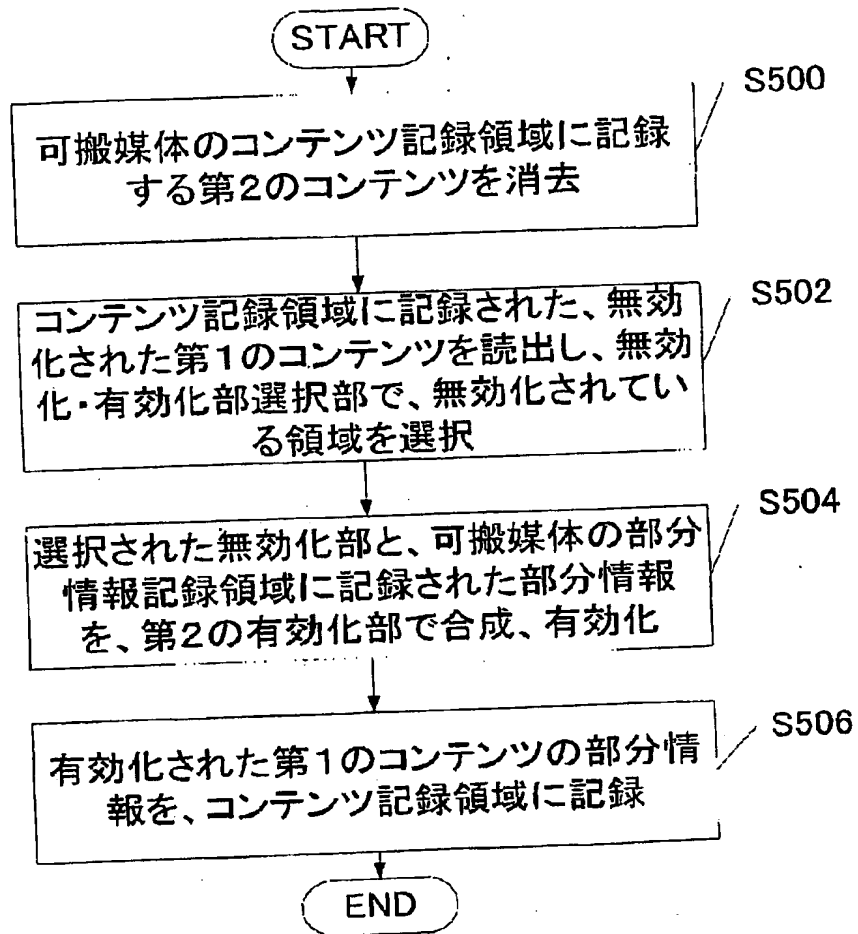 START
S500
可搬媒体のコンテンツ記録領域に記録
する第2のコンテンツを消去
S502
コンテンツ記録領域に記録された、無効
化された第1のコンテンツを読出し、無効
化・有効化部選択部で、無効化されてい
る領域を選択
S504
選択された無効化部と、可搬媒体の部分
情報記録領域に記録された部分情報
を、第2の有効化部で合成、有効化
S506
有効化された第1のコンテンツの部分情
報を、コンテンツ記録領域に記録
END